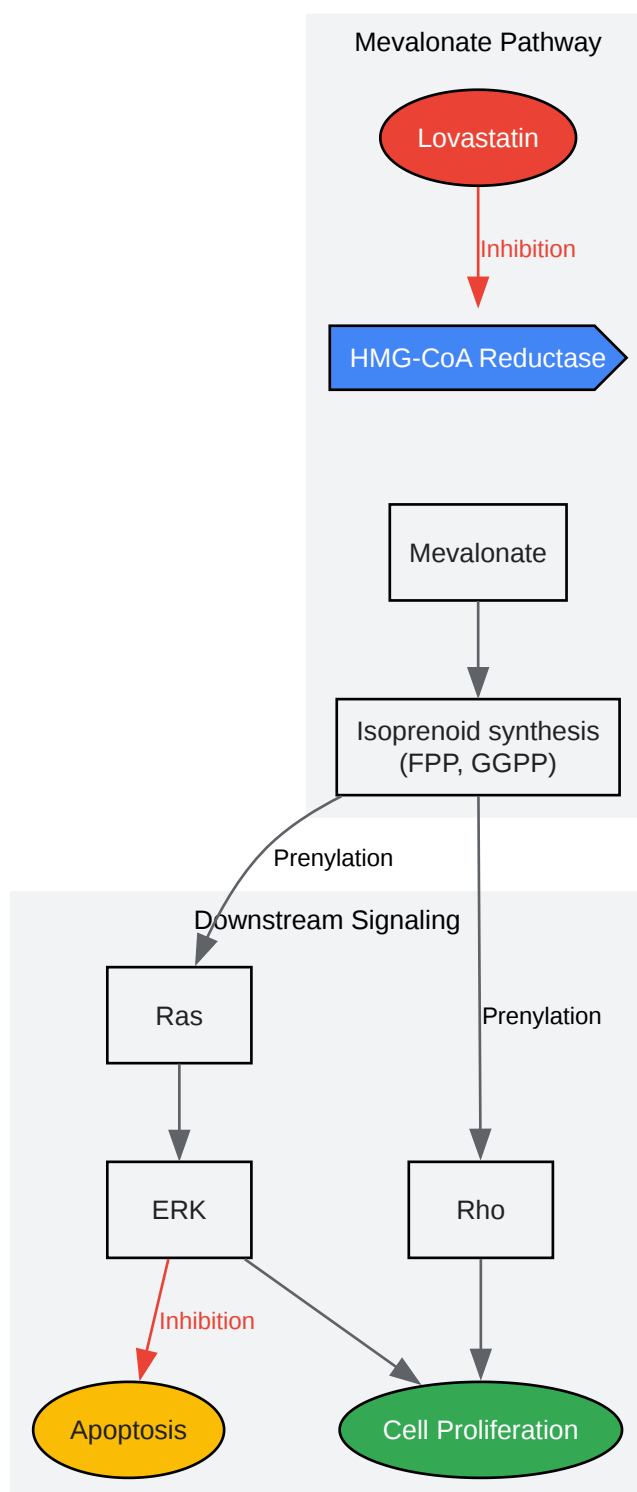 Mevalonate Pathway
Lovastatin
Inhibition
HMG-CoA Reductase
Mevalonate
Isoprenoid synthesis
(FPP, GGPP)
Prenylation
Downstream Signaling
Ras
Prenylation
ERK
Rho
Inhibition
Apoptosis
Cell Proliferation